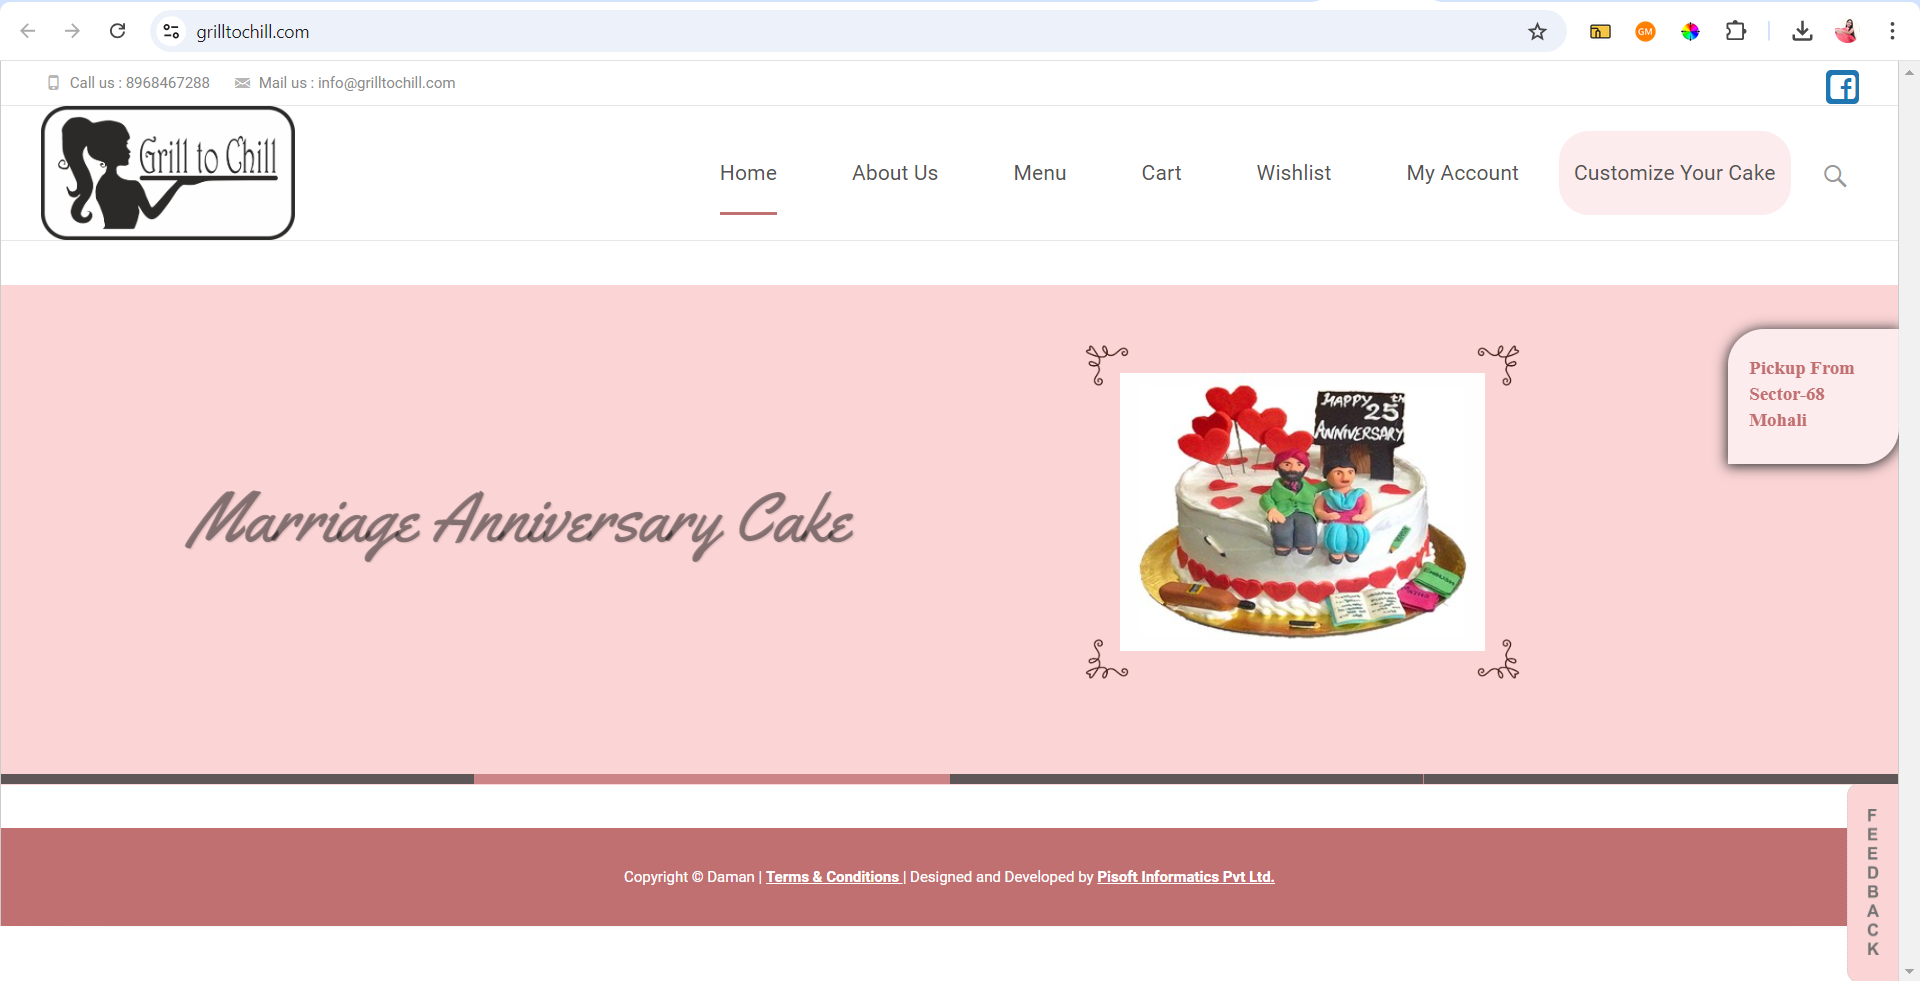 grilltochill.com
GM
Call us : 8968467288 Mail us : info@grilltochill.com
Grill to Chill
Home About Us Menu Cart Wishlist My Account Customize Your Cake
HAPPY 25th
ANNIVERSARY
Pickup From
Sector-68
Mohali
Marriage Anniversary Cake
FEEDBACK
Copyright © Daman | Terms & Conditions | Designed and Developed by Pisoft Informatics Pvt Ltd.